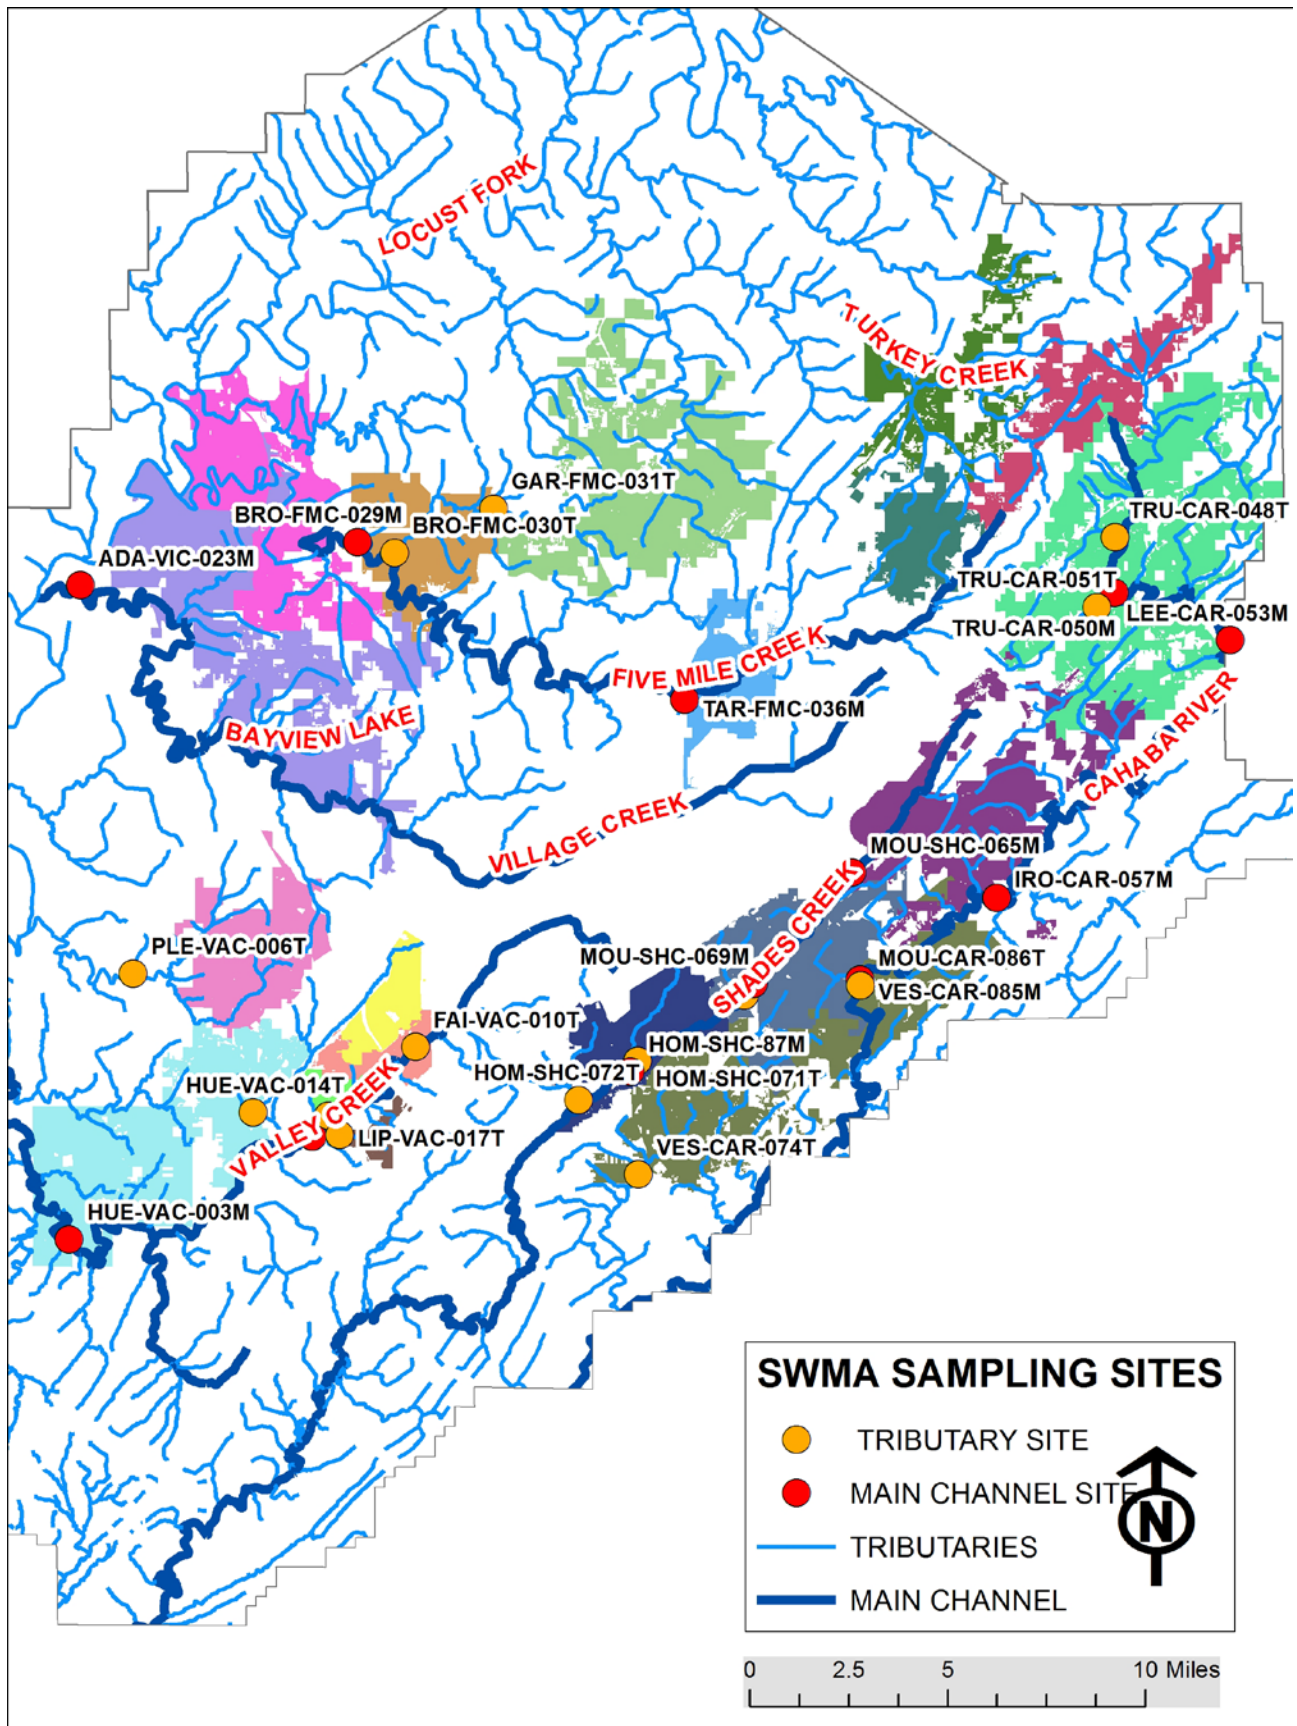 LOCUST FORK
TURKEY CREEK
GAR-FMC-031T
BRO-FMC-029M
BRO-FMC-030T
TRU-CAR-048T
ADA-VIC-023M
TRU-CAR-051T
LEE-CAR-053M
TRU-CAR-050M
FIVE MILE CREEK
TAR-FMC-036M
CAHABA RIVER
BAYVIEW LAKE
VILLAGE CREEK
MOU-SHC-065M
IRO-CAR-057M
PLE-VAC-006T
MOU-SHC-069M
SHADES CREEK
MOU-CAR-086T
VES-CAR-085M
FAI-VAC-010T
HOM-SHC-87M
HOM-SHC-072T
HOM-SHC-071T
HUE-VAC-014T
VALLEY CREEK
LIP-VAC-017T
VES-CAR-074T
HUE-VAC-003M
SWMA SAMPLING SITES
TRIBUTARY SITE
MAIN CHANNEL SITE
TRIBUTARIES
MAIN CHANNEL
N
0 2.5 5 10 Miles